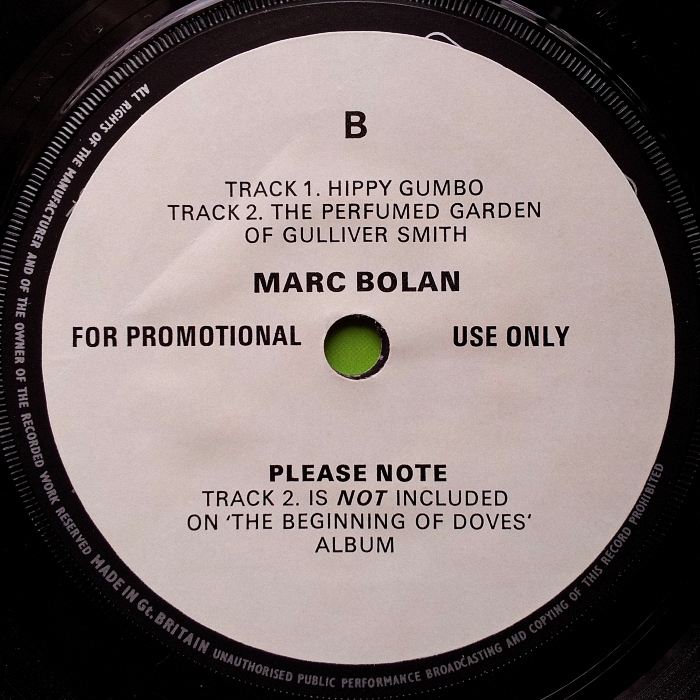 B
TRACK 1. HIPPY GUMBO
TRACK 2. THE PERFUMED GARDEN
OF GULLIVER SMITH
MARC BOLAN
FOR PROMOTIONAL USE ONLY
PLEASE NOTE
TRACK 2. IS NOT INCLUDED
ON ‘THE BEGINNING OF DOVES’
ALBUM
ALL RIGHTS OF THE MANUFACTURER AND OF THE OWNER OF THE RECORDED WORK RESERVED MADE IN Gt. BRITAIN UNAUTHORISED PUBLIC PERFORMANCE BROADCASTING AND COPYING OF THIS RECORD PROHIBITED